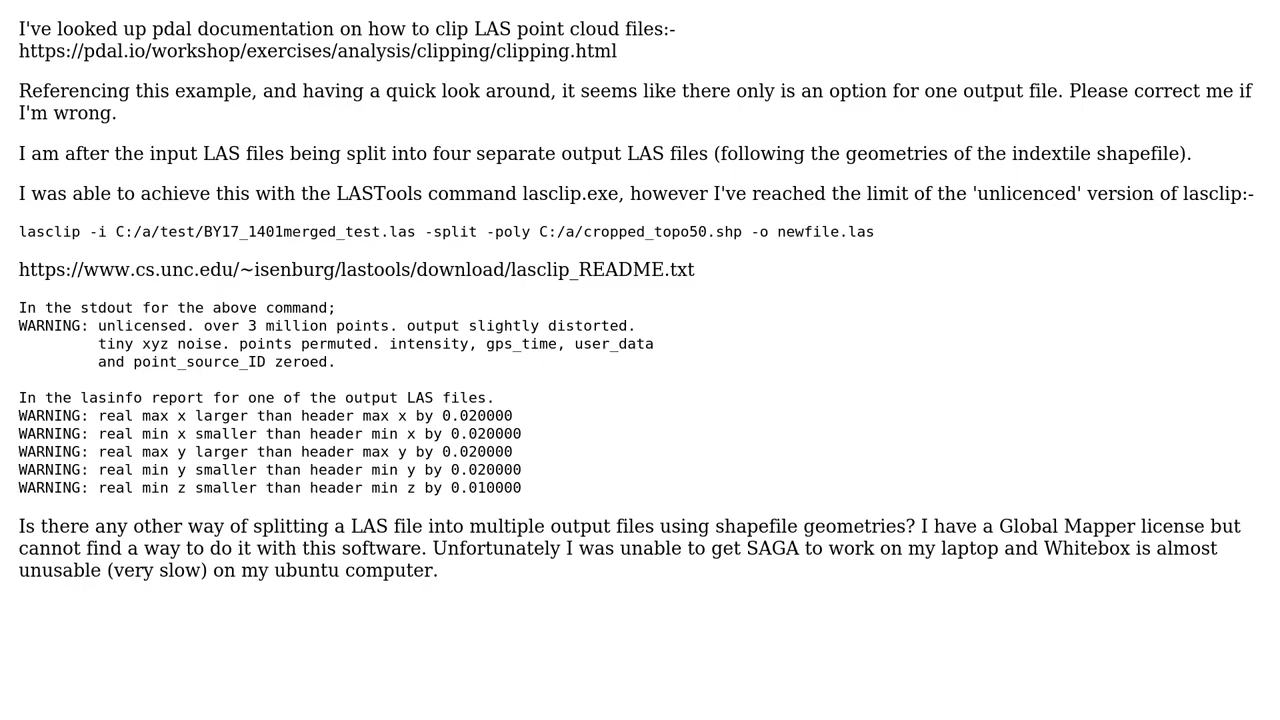 I've looked up pdal documentation on how to clip LAS point cloud files:-
https://pdal.io/workshop/exercises/analysis/clipping/clipping.html
Referencing this example, and having a quick look around, it seems like there only is an option for one output file. Please correct me if
I'm wrong.
I am after the input LAS files being split into four separate output LAS files (following the geometries of the indextile shapefile).
I was able to achieve this with the LASTools command lasclip.exe, however I've reached the limit of the 'unlicenced' version of lasclip:-
lasclip -i C:/a/test/BY17_1401merged_test.las -split -poly C:/a/cropped_topo50.shp -o newfile.las
https://www.cs.unc.edu/~isenburg/lastools/download/lasclip_README.txt
In the stdout for the above command;
WARNING: unlicensed. over 3 million points. output slightly distorted.
         tiny xyz noise. points permuted. intensity, gps_time, user_data
         and point_source_ID zeroed.
In the lasinfo report for one of the output LAS files.
WARNING: real max x larger than header max x by 0.020000
WARNING: real min x smaller than header min x by 0.020000
WARNING: real max y larger than header max y by 0.020000
WARNING: real min y smaller than header min y by 0.020000
WARNING: real min z smaller than header min z by 0.010000
Is there any other way of splitting a LAS file into multiple output files using shapefile geometries? I have a Global Mapper license but
cannot find a way to do it with this software. Unfortunately I was unable to get SAGA to work on my laptop and Whitebox is almost
unusable (very slow) on my ubuntu computer.